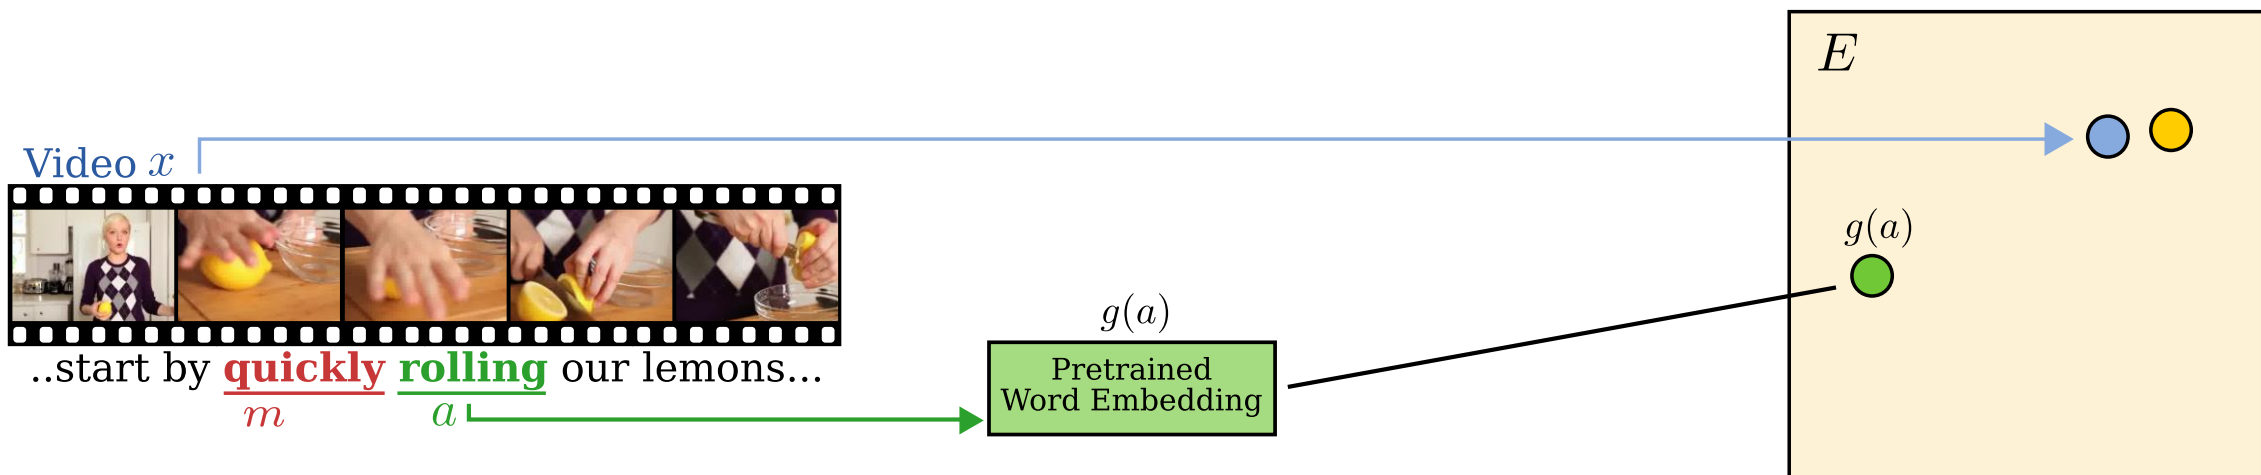 E
Video x
g(a)
g(a)
Pretrained
Word Embedding
..start by quickly rolling our lemons...
m a